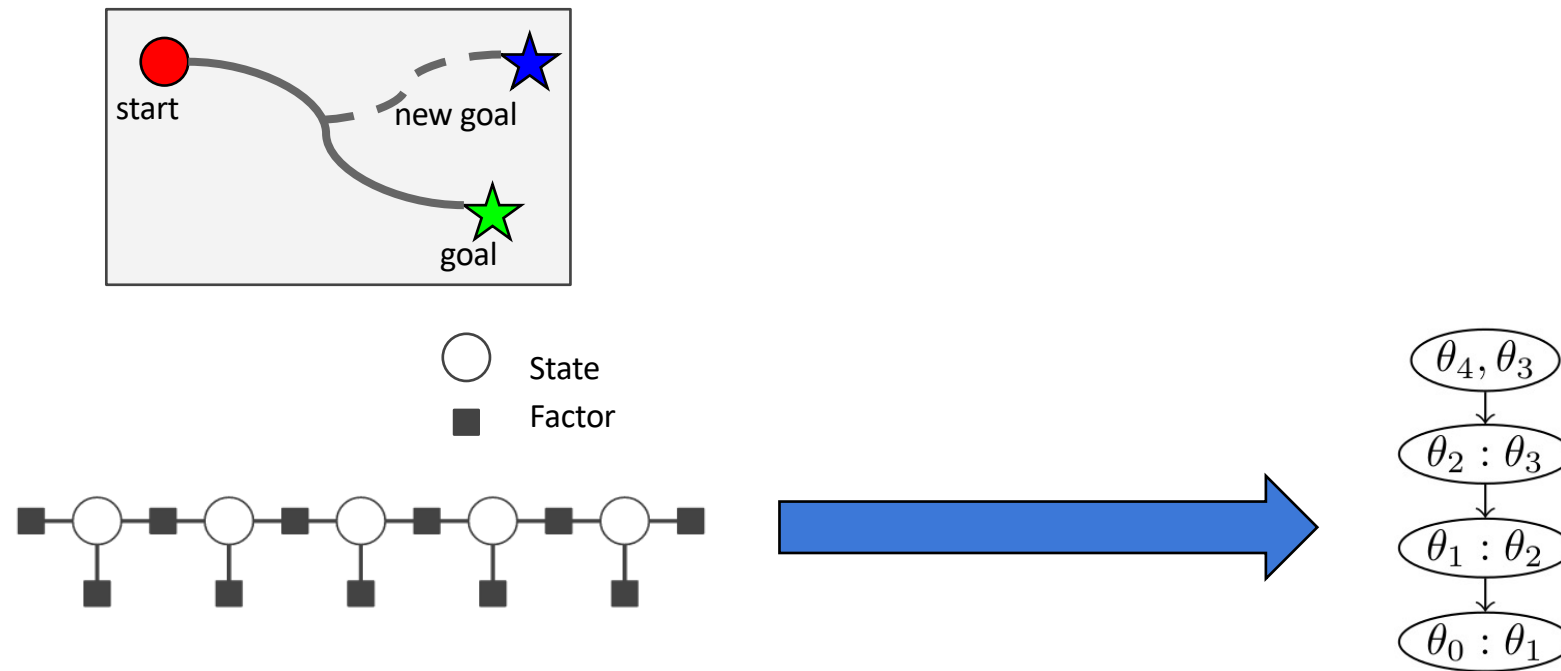 start
new goal
goal
State
Factor
θ₄, θ₃
θ₂ : θ₃
θ₁ : θ₂
θ₀ : θ₁